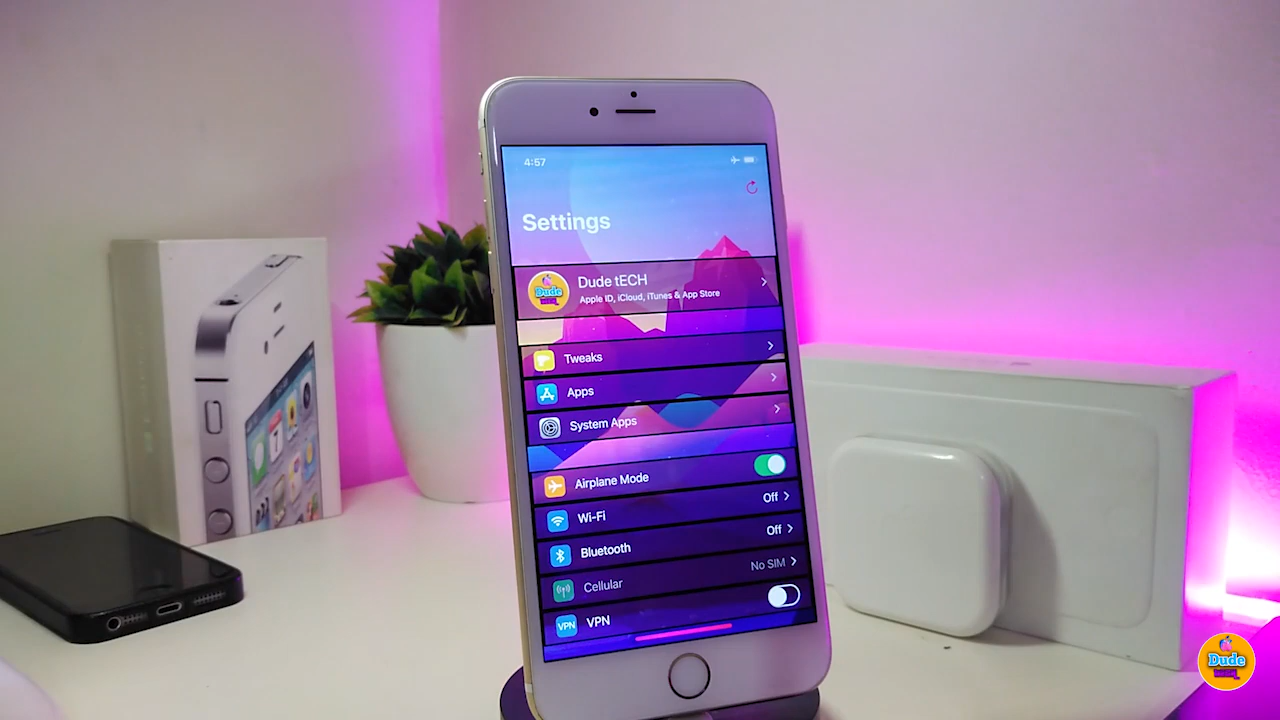 4:57
Settings
Dude
Dude tECH
Apple ID, iCloud, iTunes & App Store
Tweaks
Apps
System Apps
Airplane Mode
Wi-Fi
Off
Bluetooth
Off
Cellular
No SIM
VPN
VPN
Dude